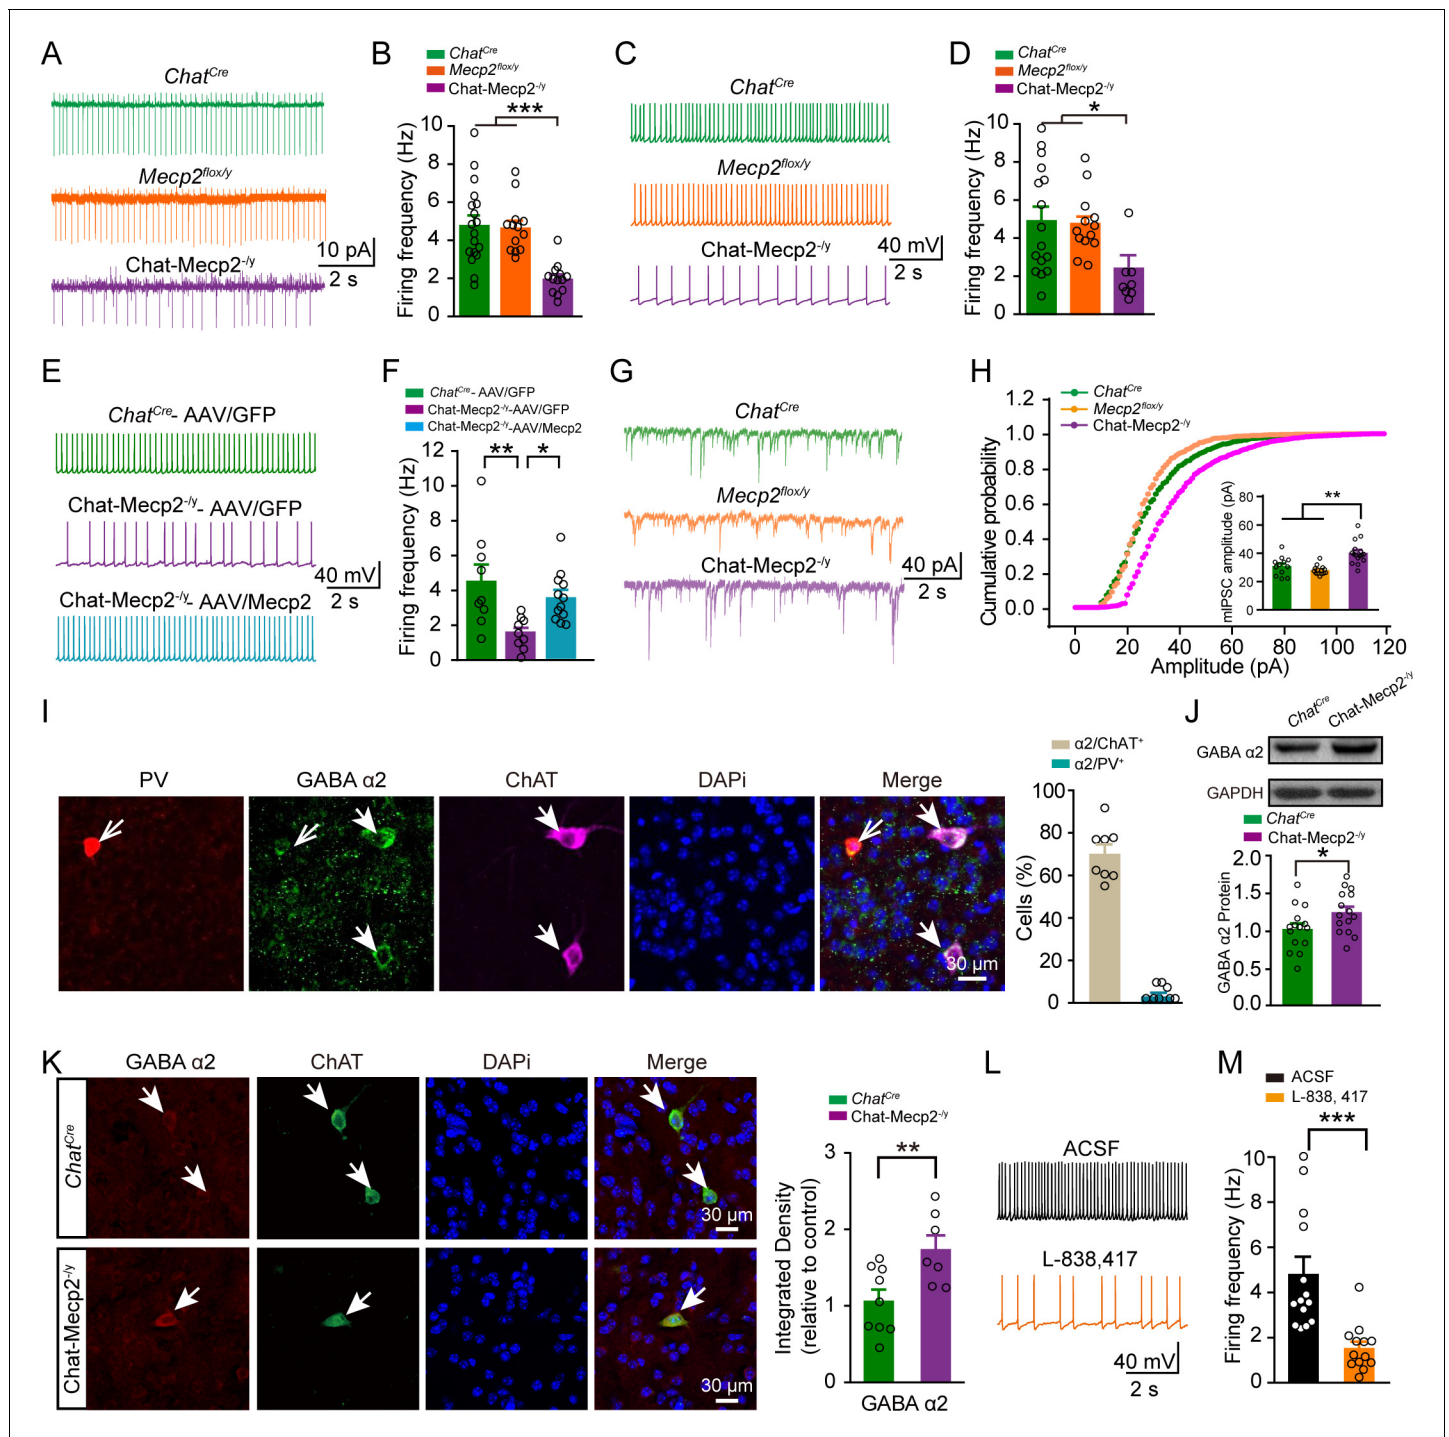 A
Chat^Cre
Mecp2^flox/y
10 pA
2 s
Chat-Mecp2^-/y
B
Chat^Cre
Mecp2^flox/y
Chat-Mecp2^-/y
***
Firing frequency (Hz)
10
8
6
4
2
0
C
Chat^Cre
Mecp2^flox/y
Chat-Mecp2^-/y
40 mV
2 s
D
Chat^Cre
Mecp2^flox/y
Chat-Mecp2^-/y
*
Firing frequency (Hz)
10
8
6
4
2
0
E
Chat^Cre- AAV/GFP
Chat-Mecp2^-/y- AAV/GFP
40 mV
2 s
Chat-Mecp2^-/y- AAV/Mecp2
F
Chat^Cre- AAV/GFP
Chat-Mecp2^-/y-AAV/GFP
Chat-Mecp2^-/y-AAV/Mecp2
** *
Firing frequency (Hz)
12
10
8
6
4
2
0
G
Chat^Cre
Mecp2^flox/y
Chat-Mecp2^-/y
40 pA
2 s
H
Chat^Cre
Mecp2^flox/y
Chat-Mecp2^-/y
Cumulative probability
1.2
1.0
0.8
0.6
0.4
0.2
0.0
0 20 40 60 80 100 120
Amplitude (pA)
mIPSC amplitude (pA)
80
60
40
20
0
**
I
PV GABA α2 ChAT DAPi Merge
30 µm
α2/ChAT^+
α2/PV^+
Cells (%)
100
80
60
40
20
0
J
Chat^Cre Chat-Mecp2^-/y
GABA α2
GAPDH
Chat^Cre
Chat-Mecp2^-/y
*
GABA α2 Protein
2.0
1.5
1.0
0.5
0.0
K
GABA α2 ChAT DAPi Merge
Chat^Cre
30 µm
Chat-Mecp2^-/y
30 µm
Chat^Cre
Chat-Mecp2^-/y
**
Integrated Density
(relative to control)
3
2
1
0
GABA α2
L
ACSF
L-838,417
40 mV
2 s
M
ACSF
L-838, 417
***
Firing frequency (Hz)
10
8
6
4
2
0